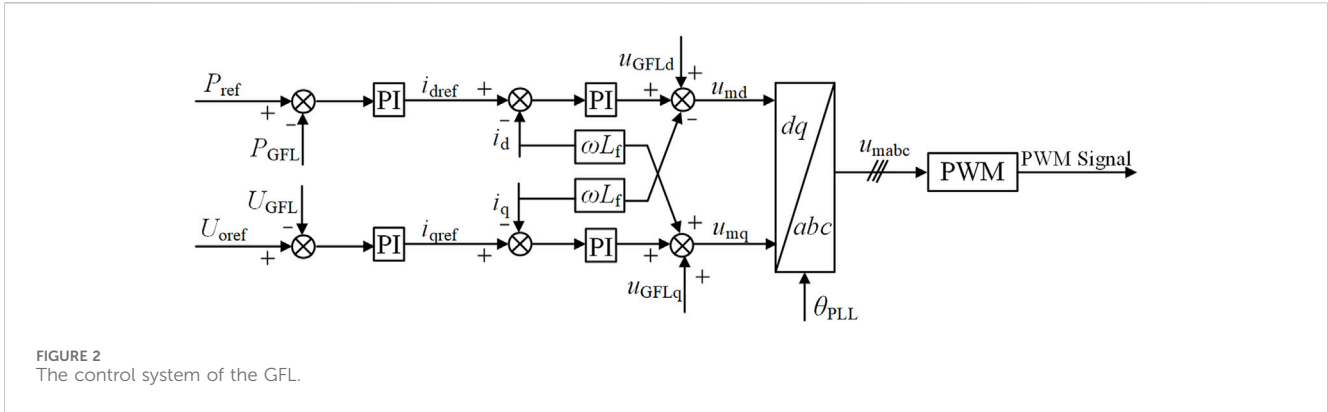 P_ref + - P_GFL PI i_dref + - i_d PI + u_GFLd + - u_md
ωL_f
ωL_f
U_oref + - U_GFL PI i_qref + - i_q PI + + u_GFLq + u_mq
dq
abc
θ_PLL
u_mabc
PWM
PWM Signal
FIGURE 2
The control system of the GFL.